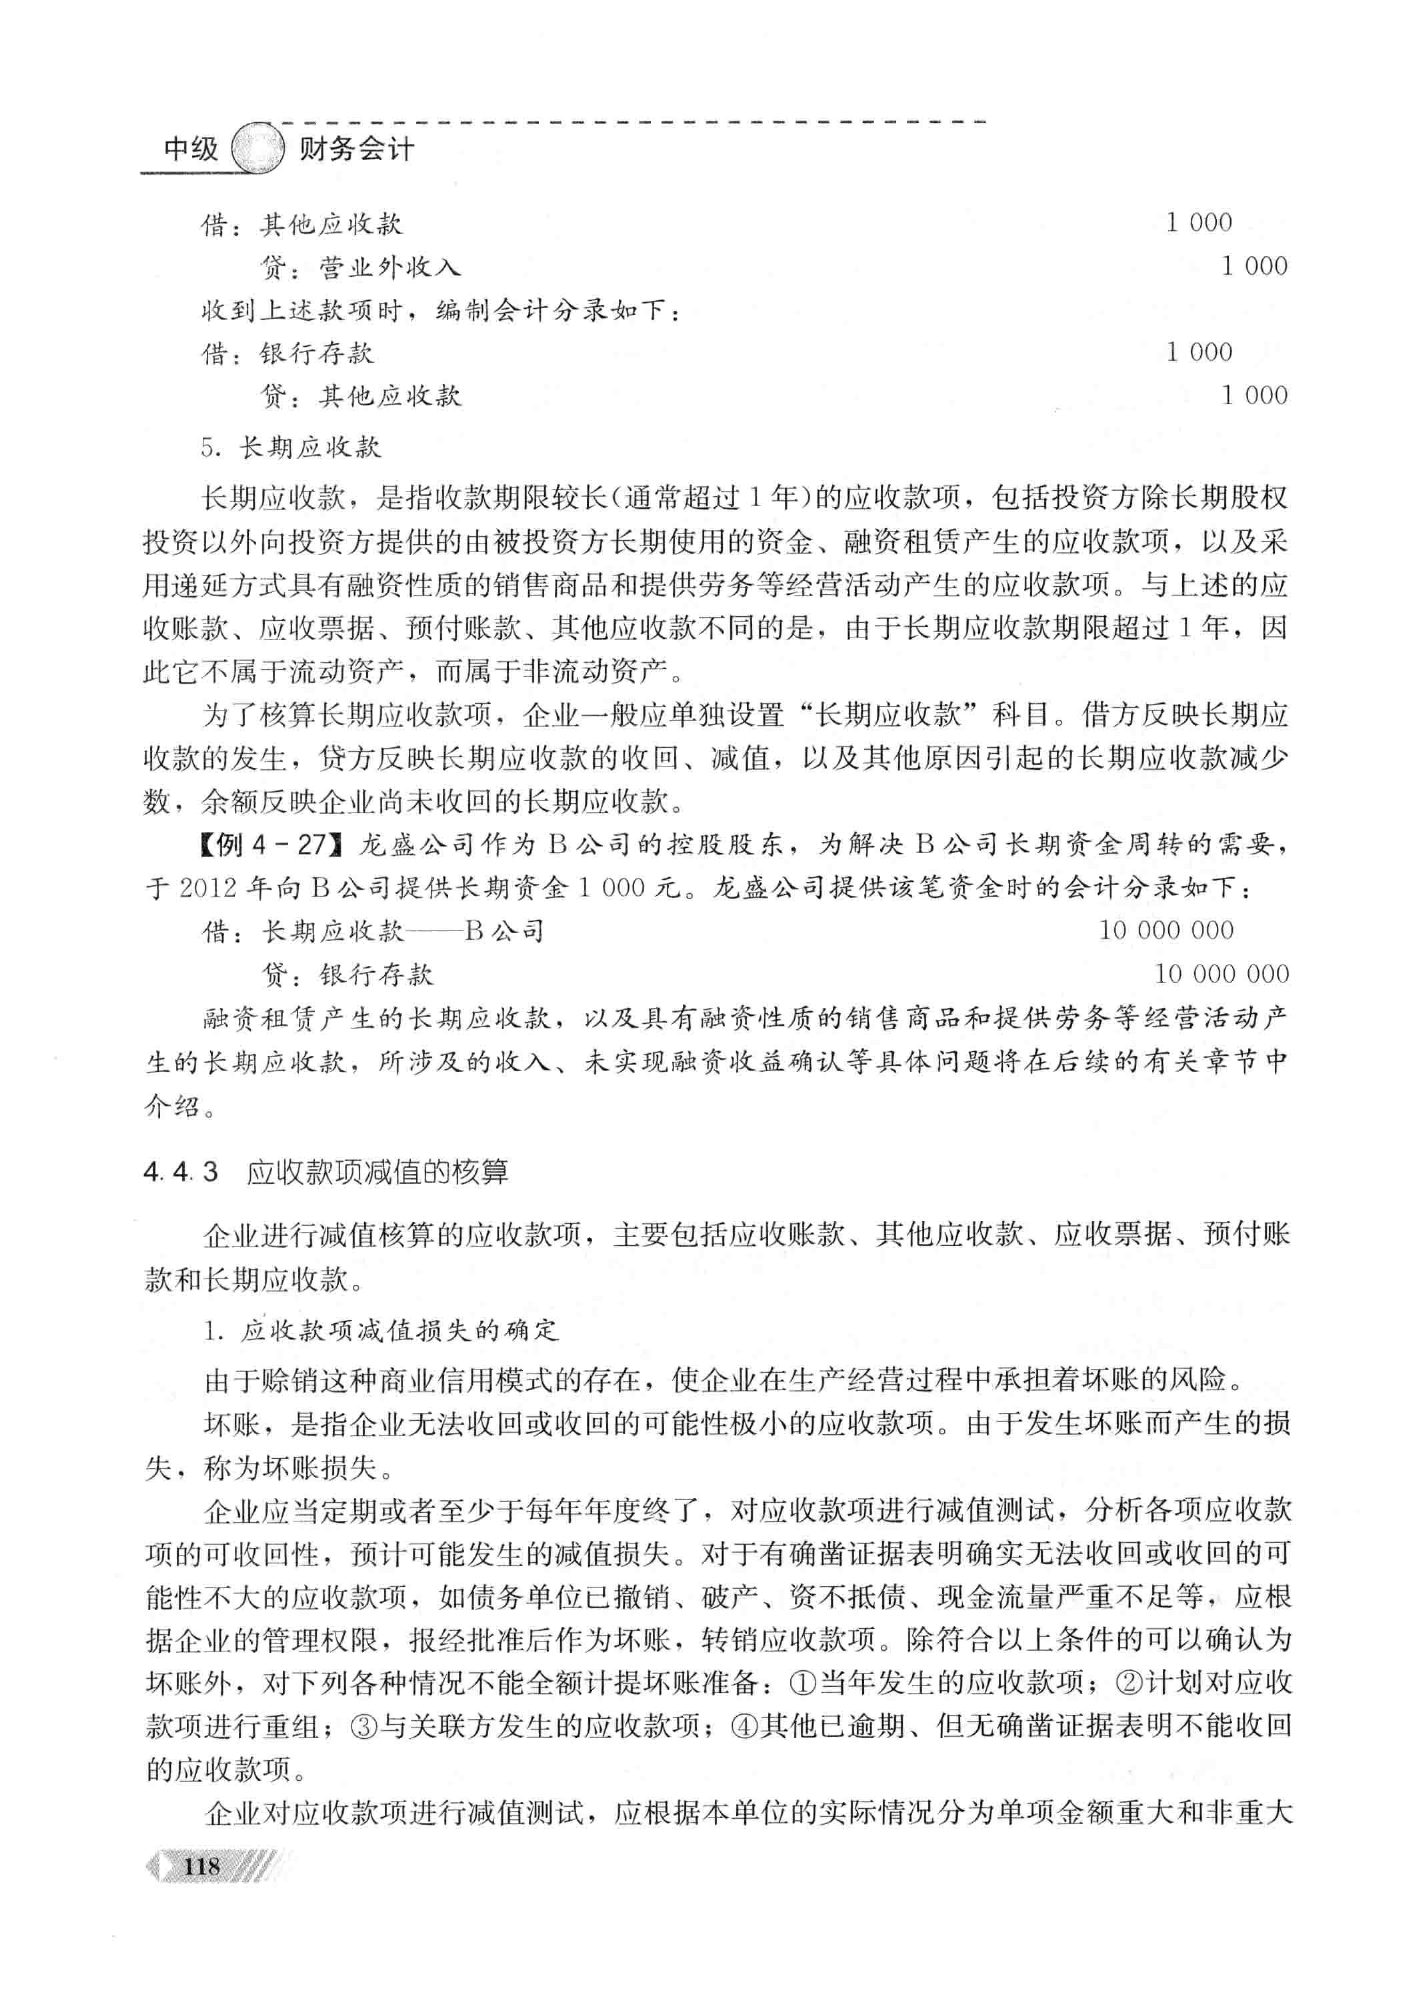 中级 财务会计
借：其他应收款 1 000
贷：营业外收入 1 000
收到上述款项时，编制会计分录如下：
借：银行存款 1 000
贷：其他应收款 1 000
5. 长期应收款
长期应收款，是指收款期限较长(通常超过1年)的应收款项，包括投资方除长期股权
投资以外向投资方提供的由被投资方长期使用的资金、融资租赁产生的应收款项，以及采
用递延方式具有融资性质的销售商品和提供劳务等经营活动产生的应收款项。与上述的应
收账款、应收票据、预付账款、其他应收款不同的是，由于长期应收款期限超过1年，因
此它不属于流动资产，而属于非流动资产。
为了核算长期应收款项，企业一般应单独设置“长期应收款”科目。借方反映长期应
收款的发生，贷方反映长期应收款的收回、减值，以及其他原因引起的长期应收款减少
数，余额反映企业尚未收回的长期应收款。
【例4-27】龙盛公司作为B公司的控股股东，为解决B公司长期资金周转的需要，
于2012年向B公司提供长期资金1 000元。龙盛公司提供该笔资金时的会计分录如下：
借：长期应收款——B公司 10 000 000
贷：银行存款 10 000 000
融资租赁产生的长期应收款，以及具有融资性质的销售商品和提供劳务等经营活动产
生的长期应收款，所涉及的收入、未实现融资收益确认等具体问题将在后续的有关章节中
介绍。
4.4.3 应收款项减值的核算
企业进行减值核算的应收款项，主要包括应收账款、其他应收款、应收票据、预付账
款和长期应收款。
1. 应收款项减值损失的确定
由于赊销这种商业信用模式的存在，使企业在生产经营过程中承担着坏账的风险。
坏账，是指企业无法收回或收回的可能性极小的应收款项。由于发生坏账而产生的损
失，称为坏账损失。
企业应当定期或者至少于每年年度终了，对应收款项进行减值测试，分析各项应收款
项的可收回性，预计可能发生的减值损失。对于有确凿证据表明确实无法收回或收回的可
能性不大的应收款项，如债务单位已撤销、破产、资不抵债、现金流量严重不足等，应根
据企业的管理权限，报经批准后作为坏账，转销应收款项。除符合以上条件的可以确认为
坏账外，对下列各种情况不能全额计提坏账准备：①当年发生的应收款项；②计划对应收
款项进行重组；③与关联方发生的应收款项；④其他已逾期、但无确凿证据表明不能收回
的应收款项。
企业对应收款项进行减值测试，应根据本单位的实际情况分为单项金额重大和非重大
118